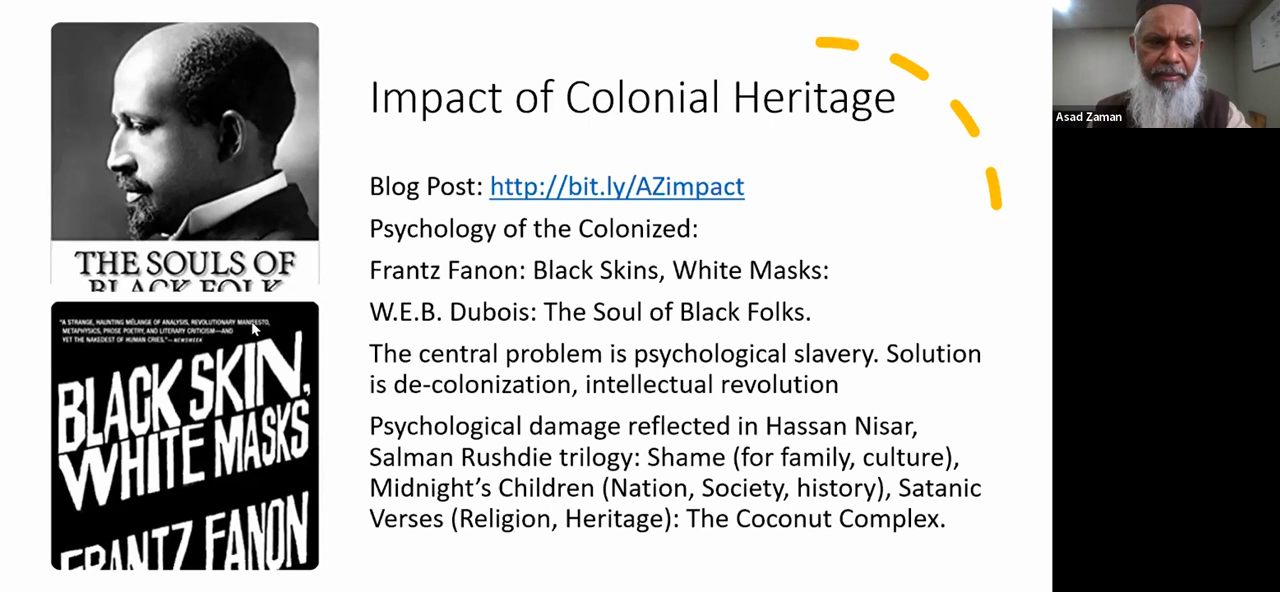 Impact of Colonial Heritage
Blog Post: http://bit.ly/AZimpact
Psychology of the Colonized:
Frantz Fanon: Black Skins, White Masks:
W.E.B. Dubois: The Soul of Black Folks.
The central problem is psychological slavery. Solution
is de-colonization, intellectual revolution
Psychological damage reflected in Hassan Nisar,
Salman Rushdie trilogy: Shame (for family, culture),
Midnight’s Children (Nation, Society, history), Satanic
Verses (Religion, Heritage): The Coconut Complex.
THE SOULS OF
BLACK FOLK
"A STRANGE, HAUNTING MÉLANGE OF ANALYSIS, REVOLUTIONARY MANIFESTO,
METAPHYSICS, PROSE POETRY, AND LITERARY CRITICISM—AND
YET THE NAKEDEST OF HUMAN CRIES."—NEWSWEEK
BLACK SKIN,
WHITE MASKS
FRANTZ FANON
Asad Zaman